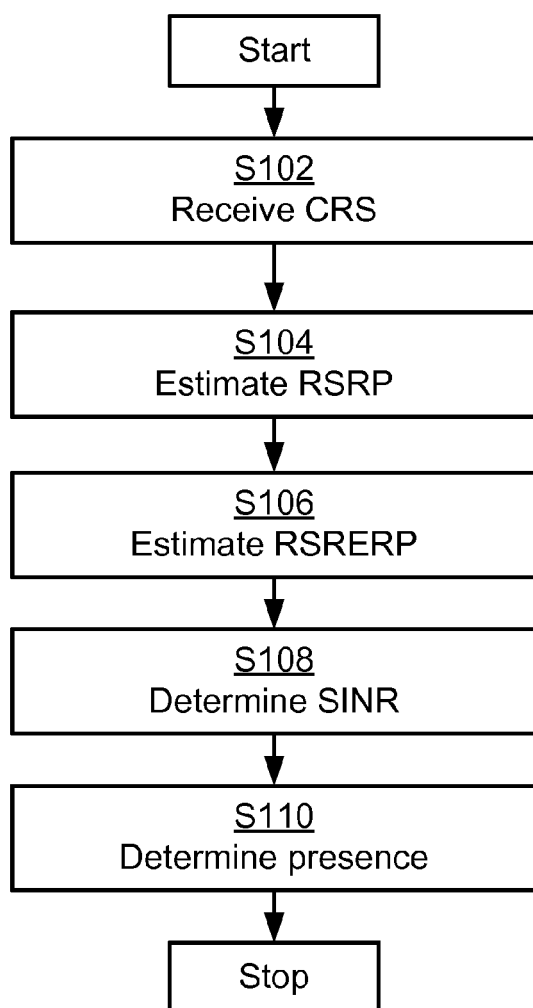 Start
S102
Receive CRS
S104
Estimate RSRP
S106
Estimate RSRERP
S108
Determine SINR
S110
Determine presence
Stop